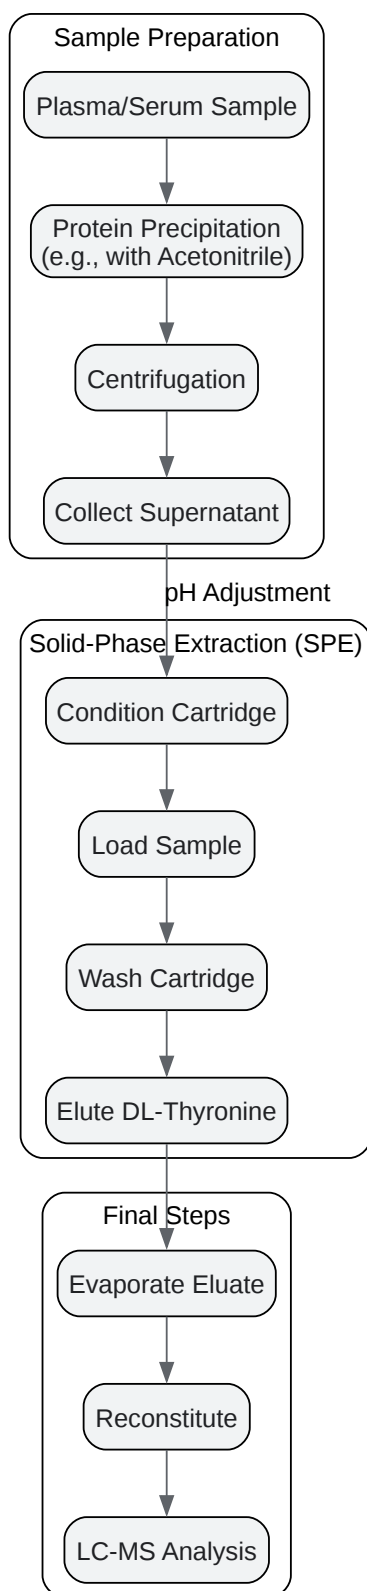 Sample Preparation
Plasma/Serum Sample
Protein Precipitation
(e.g., with Acetonitrile)
Centrifugation
Collect Supernatant
pH Adjustment
Solid-Phase Extraction (SPE)
Condition Cartridge
Load Sample
Wash Cartridge
Elute DL-Thyronine
Final Steps
Evaporate Eluate
Reconstitute
LC-MS Analysis